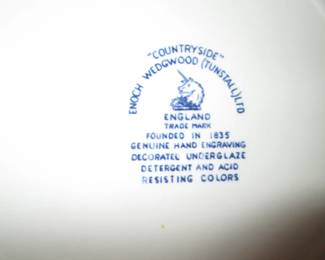 "COUNTRYSIDE"
ENOCH WEDGWOOD (TUNSTALL) LTD
ENGLAND
TRADE MARK
FOUNDED IN 1835
GENUINE HAND ENGRAVING
DECORATED UNDERGLAZE
DETERGENT AND ACID
RESISTING COLORS